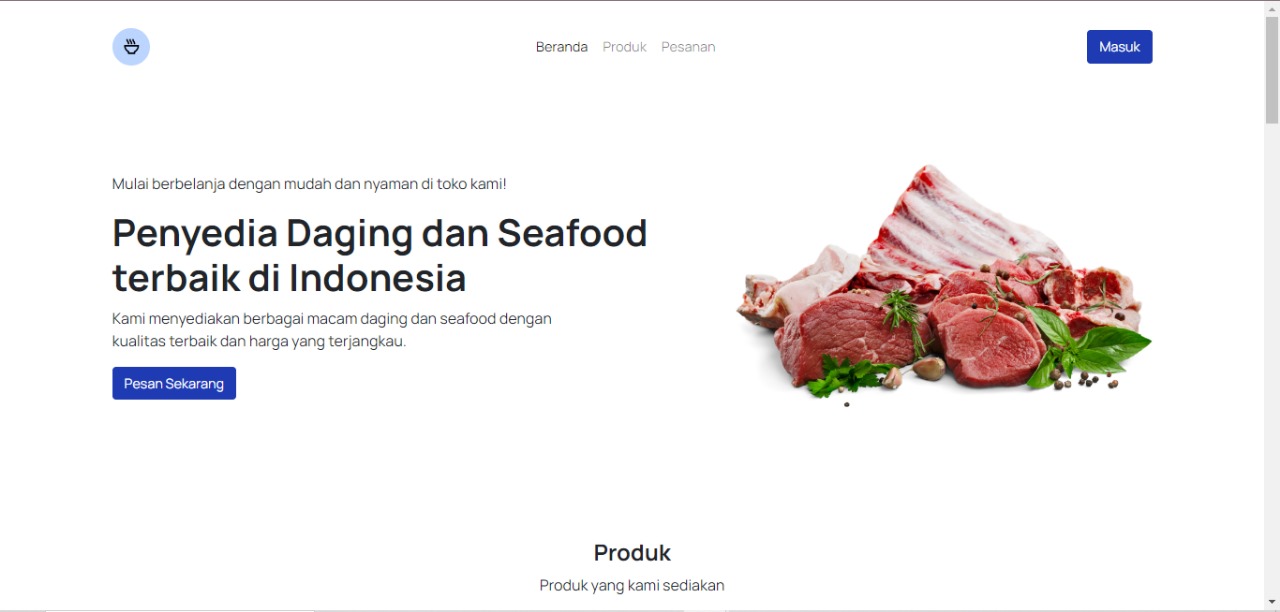 Beranda Produk Pesanan Masuk
Mulai berbelanja dengan mudah dan nyaman di toko kami!
Penyedia Daging dan Seafood
terbaik di Indonesia
Kami menyediakan berbagai macam daging dan seafood dengan
kualitas terbaik dan harga yang terjangkau.
Pesan Sekarang
Produk
Produk yang kami sediakan